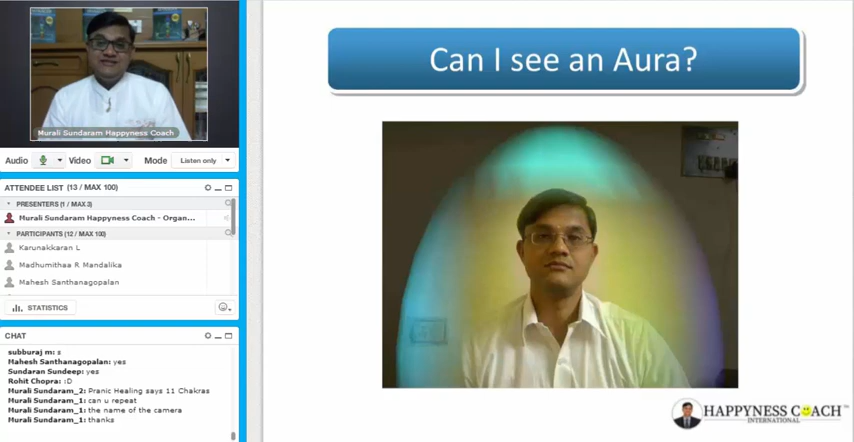 Murali Sundaram Happyness Coach
Audio Video Mode Listen only
ATTENDEE LIST (13 / MAX 100)
PRESENTERS (1 / MAX 3)
Murali Sundaram Happyness Coach - Organ...
PARTICIPANTS (12 / MAX 100)
Karunakkaran L
Madhumithaa R Mandalika
Mahesh Santhanagopalan
STATISTICS
CHAT
subburaj m: s
Mahesh Santhanagopalan: yes
Sundaran Sundeep: yes
Rohit Chopra: :D
Murali Sundaram_2: Pranic Healing says 11 Chakras
Murali Sundaram_1: can u repeat
Murali Sundaram_1: the name of the camera
Murali Sundaram_1: thanks
Can I see an Aura?
HAPPYNESS COACH™
INTERNATIONAL